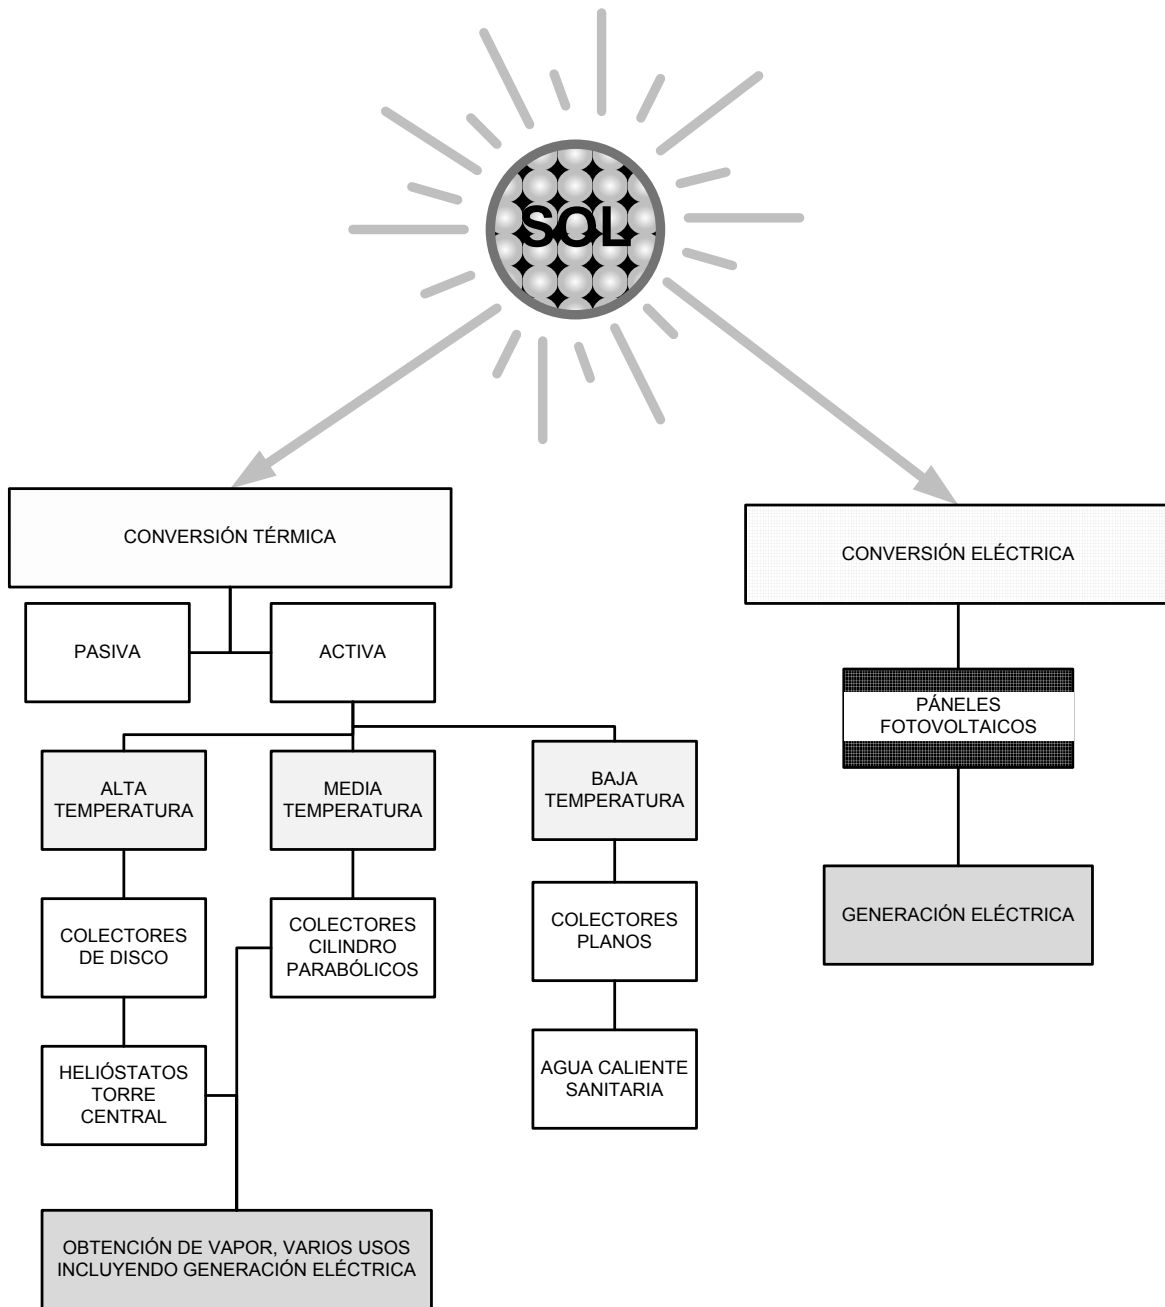 SOL
CONVERSIÓN TÉRMICA
CONVERSIÓN ELÉCTRICA
PASIVA
ACTIVA
PÁNELES
FOTOVOLTAICOS
ALTA
TEMPERATURA
MEDIA
TEMPERATURA
BAJA
TEMPERATURA
COLECTORES
DE DISCO
COLECTORES
CILINDRO
PARABÓLICOS
COLECTORES
PLANOS
GENERACIÓN ELÉCTRICA
HELIÓSTATOS
TORRE
CENTRAL
AGUA CALIENTE
SANITARIA
OBTENCIÓN DE VAPOR, VARIOS USOS
INCLUYENDO GENERACIÓN ELÉCTRICA